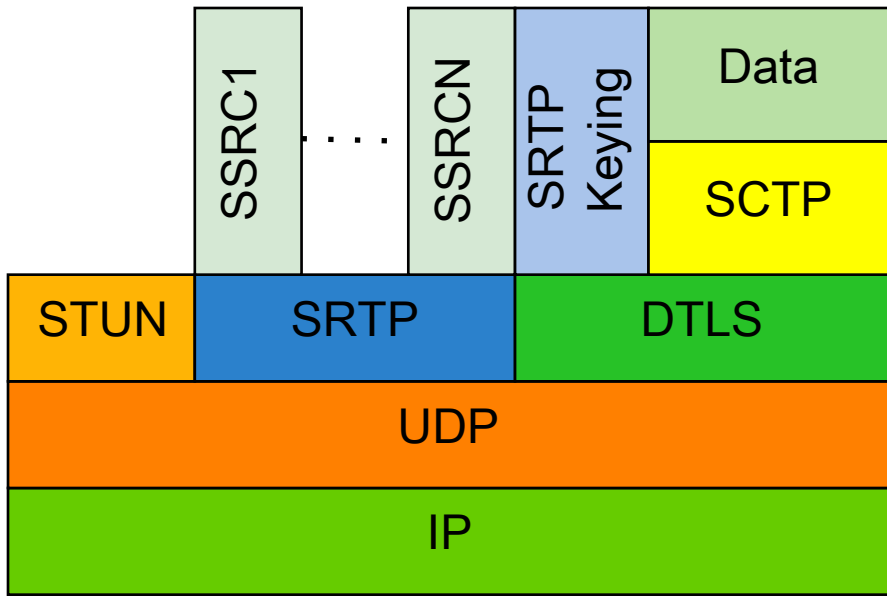 SSRC1
. . . .
SSRCN
SRTP
Keying
Data
SCTP
STUN
SRTP
DTLS
UDP
IP